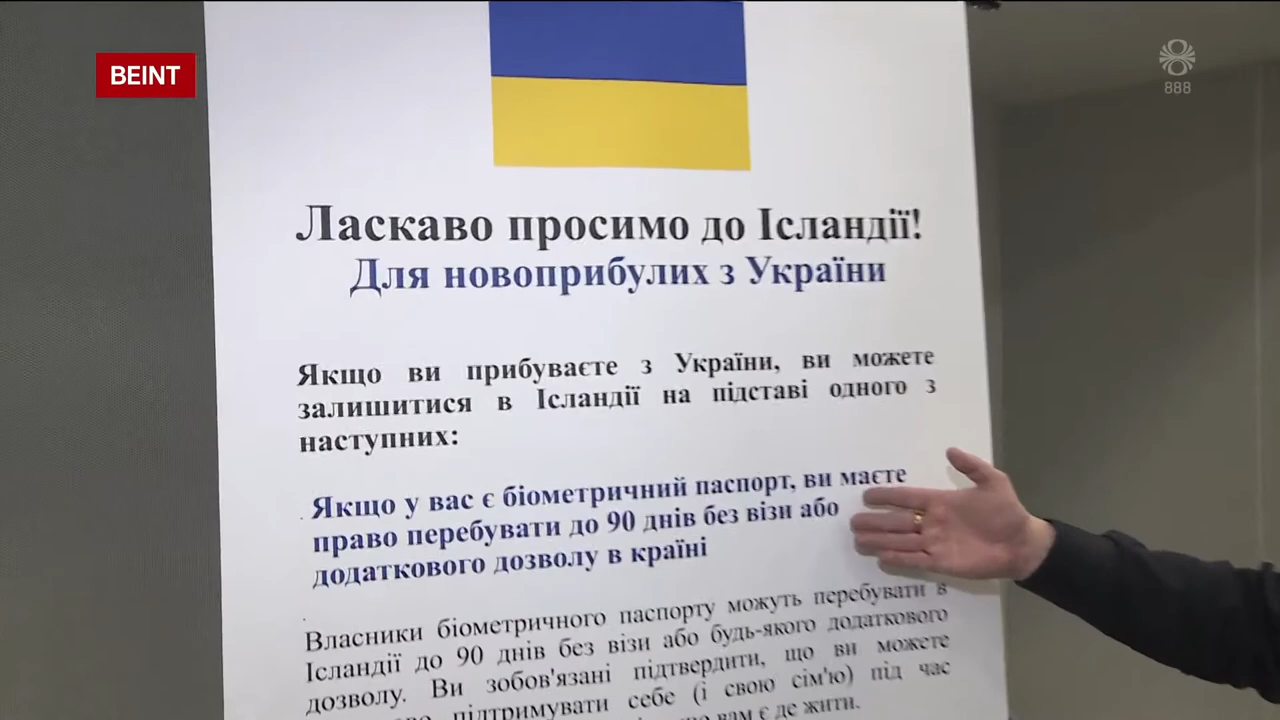 BEINT
888
Ласкаво просимо до Ісландії!
Для новоприбулих з України
Якщо ви прибуваєте з України, ви можете
залишитися в Ісландії на підставі одного з
наступних:
Якщо у вас є біометричний паспорт, ви маєте
право перебувати до 90 днів без візи або
додаткового дозволу в країні
Власники біометричного паспорту можуть перебувати в
Ісландії до 90 днів без візи або будь-якого додаткового
дозволу. Ви зобов'язані підтвердити, що ви можете
підтримувати себе (і свою сім'ю) під час
вам є де жити.